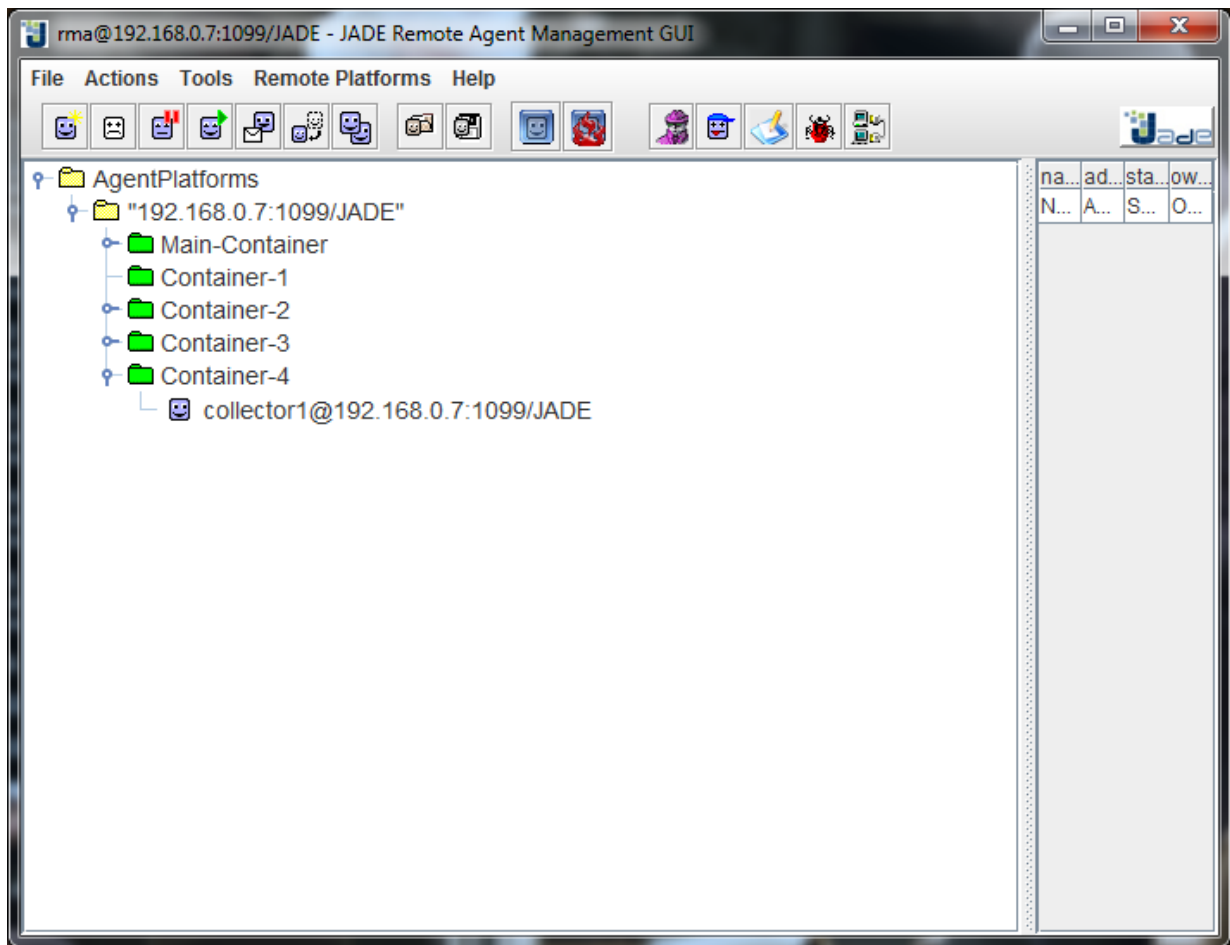 rma@192.168.0.7:1099/JADE - JADE Remote Agent Management GUI
File Actions Tools Remote Platforms Help
Jade
AgentPlatforms
"192.168.0.7:1099/JADE"
Main-Container
Container-1
Container-2
Container-3
Container-4
collector1@192.168.0.7:1099/JADE
na... ad... sta... ow...
N... A... S... O...